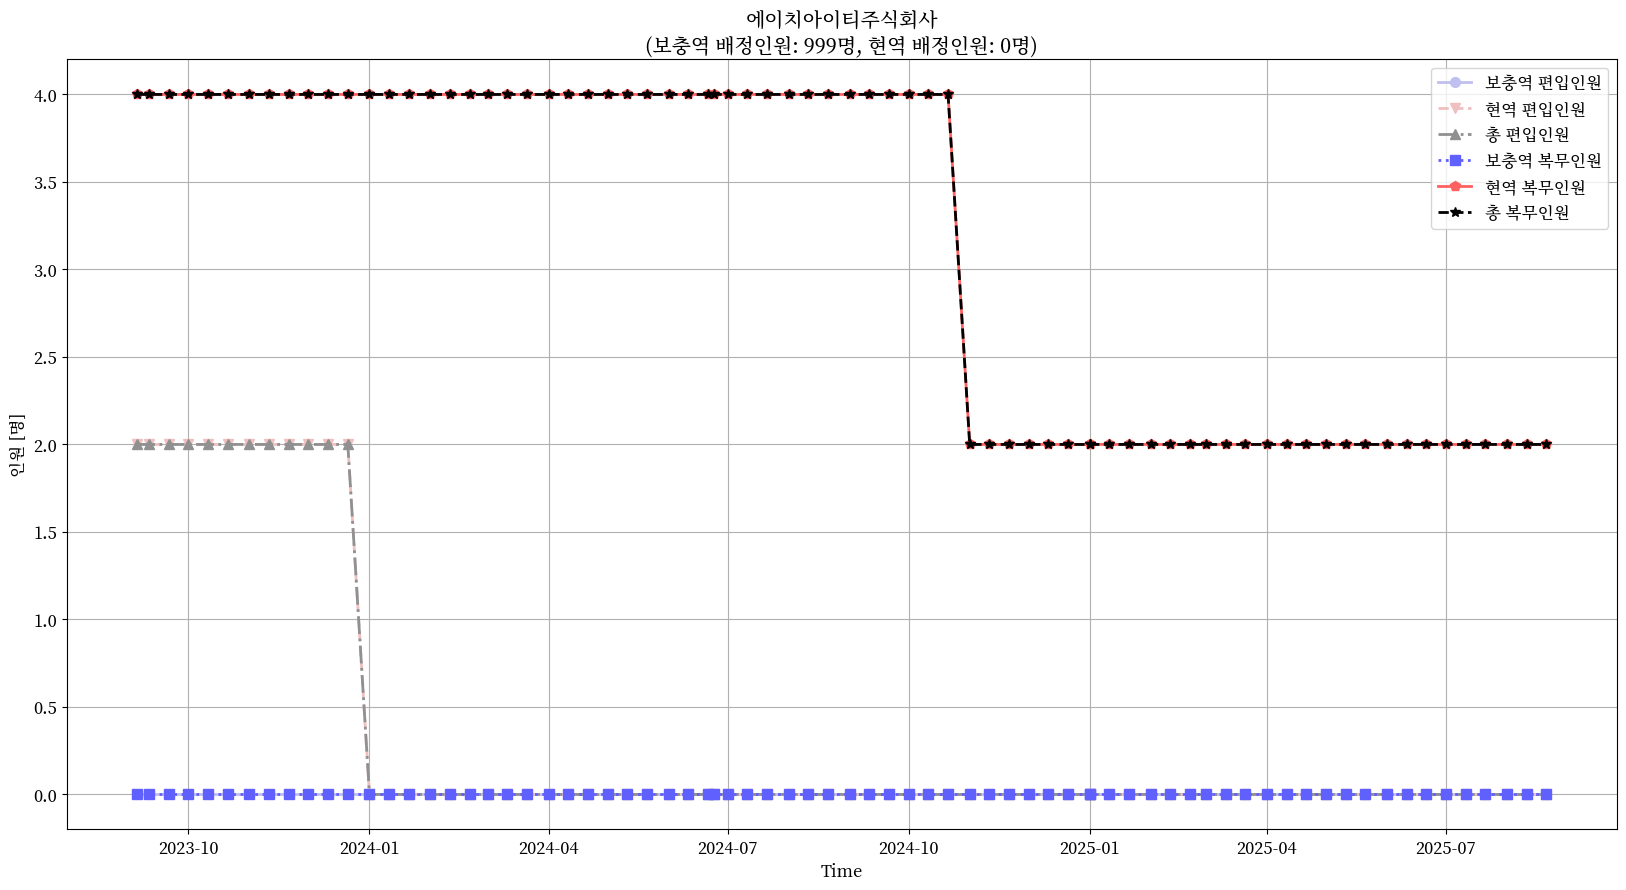 에이치아이티주식회사
(보충역 배정인원: 999명, 현역 배정인원: 0명)
보충역 편입인원
현역 편입인원
총 편입인원
보충역 복무인원
현역 복무인원
총 복무인원
4.0
3.5
3.0
2.5
2.0
1.5
1.0
0.5
0.0
인원 [명]
2023-10
2024-01
2024-04
2024-07
2024-10
2025-01
2025-04
2025-07
Time